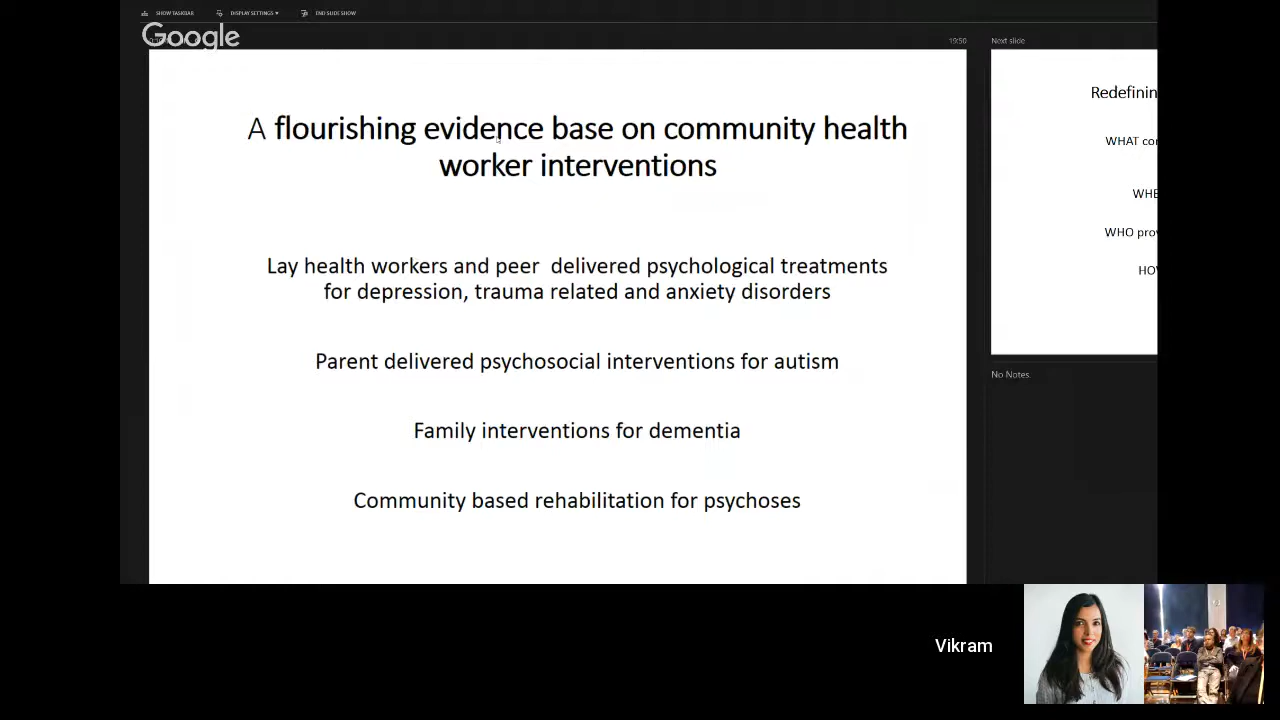 SHOW TASKBAR
DISPLAY SETTINGS ▾
END SLIDE SHOW
Google
19:50
Next slide
A flourishing evidence base on community health
worker interventions
Lay health workers and peer delivered psychological treatments
for depression, trauma related and anxiety disorders
Parent delivered psychosocial interventions for autism
Family interventions for dementia
Community based rehabilitation for psychoses
Redefinin
WHAT cor
WHE
WHO prov
HO
No Notes.
Vikram